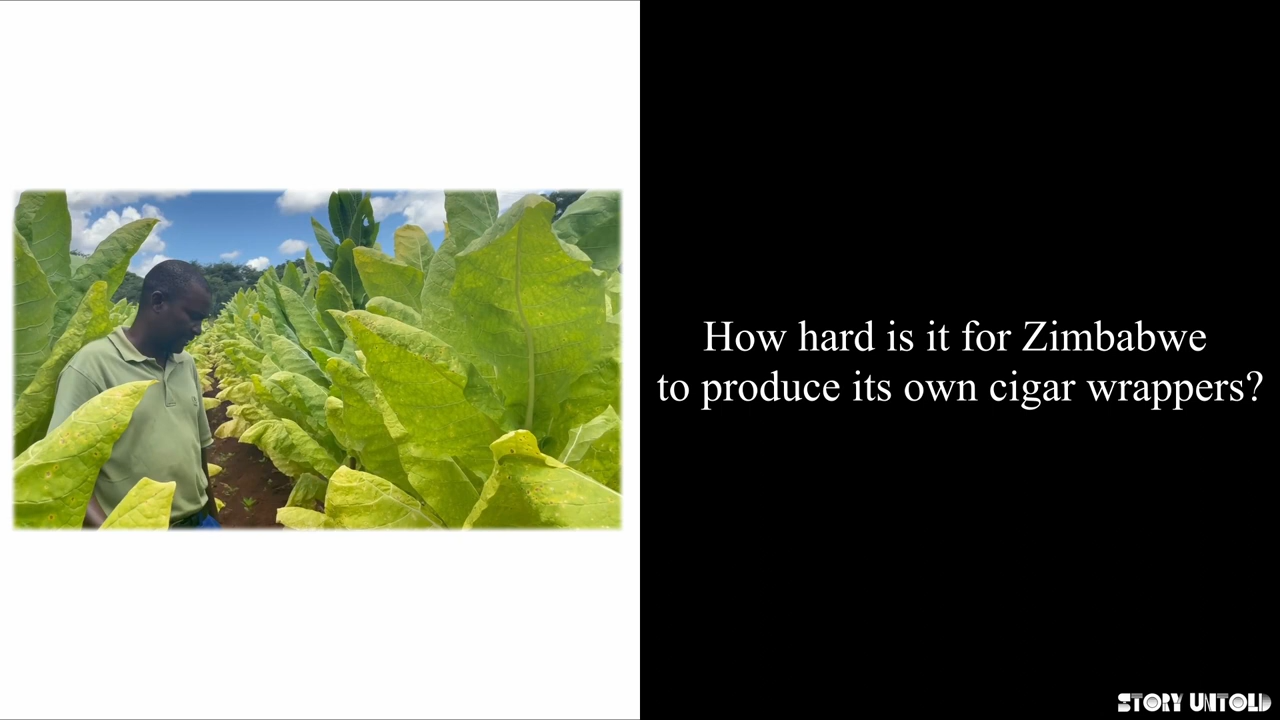 How hard is it for Zimbabwe
to produce its own cigar wrappers?
STORY UNTOLD